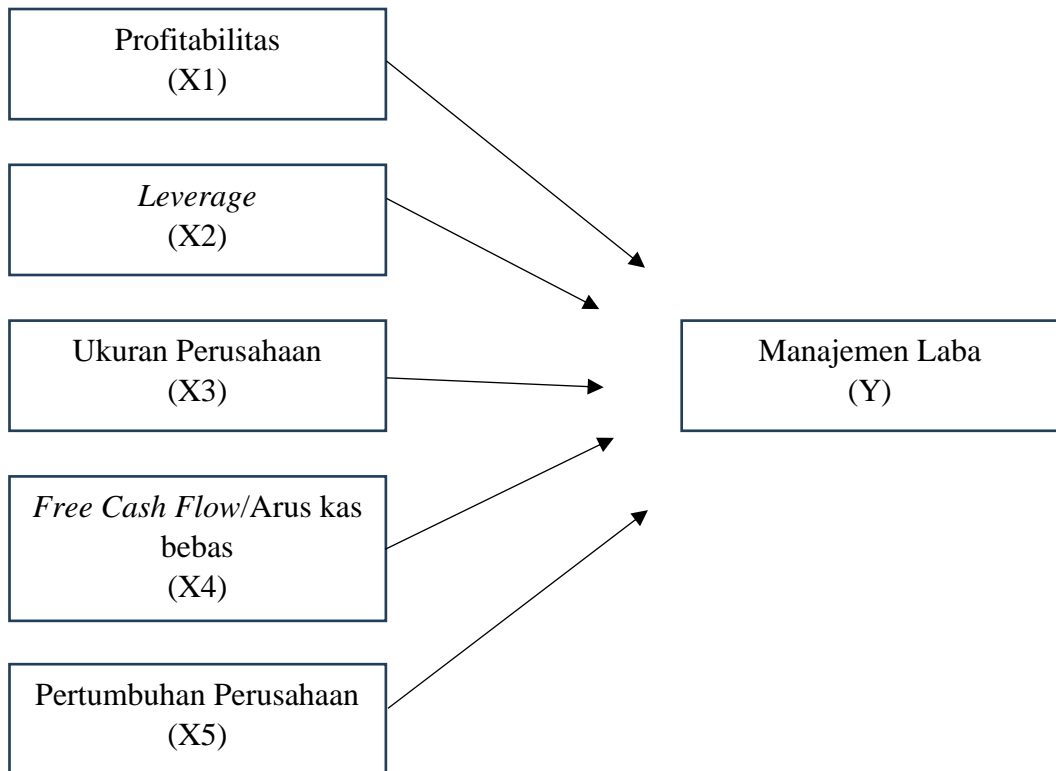 Profitabilitas
(X1)
Leverage
(X2)
Ukuran Perusahaan
(X3)
Manajemen Laba
(Y)
Free Cash Flow/Arus kas
bebas
(X4)
Pertumbuhan Perusahaan
(X5)